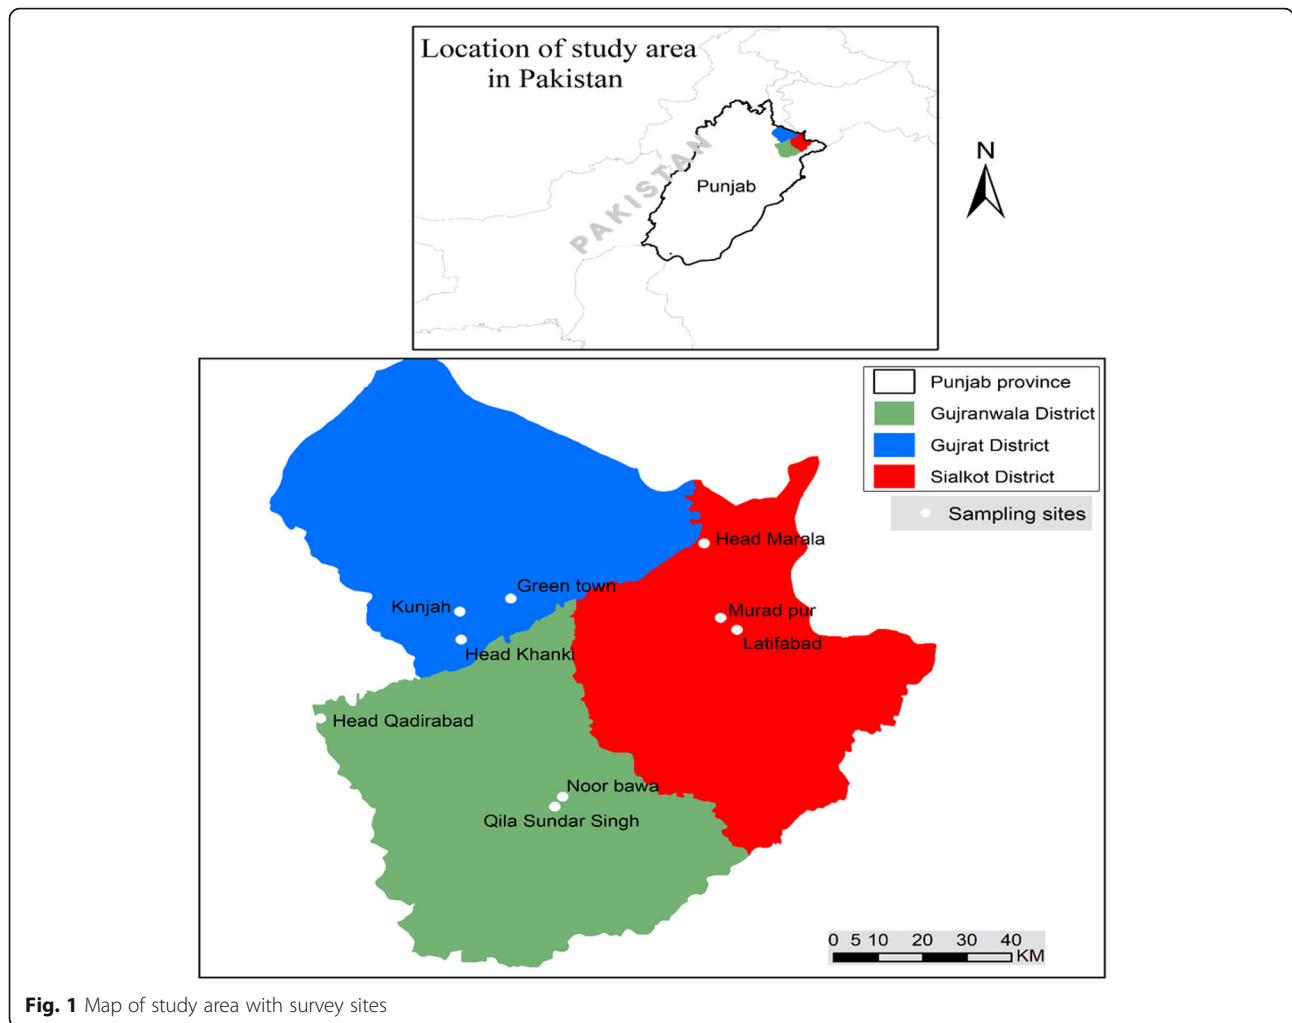 Location of study area
in Pakistan
PAKISTAN
Punjab
N
Punjab province
Gujranwala District
Gujrat District
Sialkot District
Sampling sites
Head Marala
Green town
Kunjah
Murad pur
Latifabad
Head Khanki
Head Qadirabad
Noor bawa
Qila Sundar Singh
0 5 10 20 30 40
KM
Fig. 1 Map of study area with survey sites